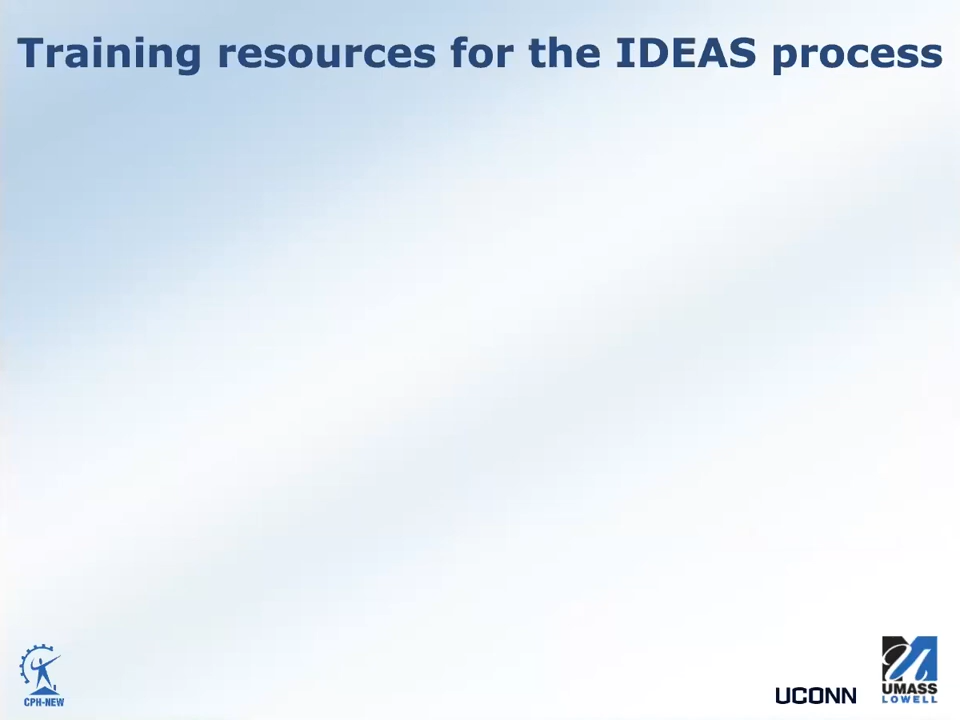 Training resources for the IDEAS process
CPH-NEW
UCONN
UMASS
LOWELL